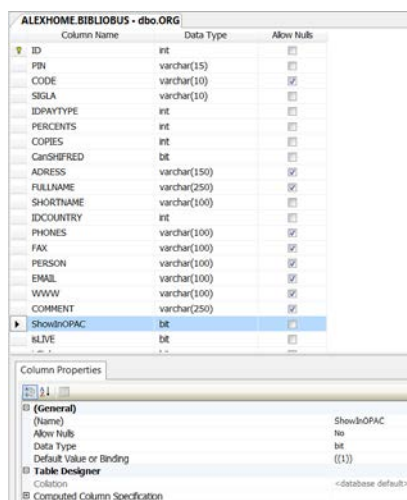 ALEXHOME.BIBLIOBUS - dbo.ORG
Column Name Data Type Allow Nulls
ID int
PIN varchar(15)
CODE varchar(10)
SIGLA varchar(10)
IDPAYTYPE int
PERCENTS int
COPIES int
CanSHIFRED bit
ADRESS varchar(150)
FULLNAME varchar(250)
SHORTNAME varchar(100)
IDCOUNTRY int
PHONES varchar(100)
FAX varchar(100)
PERSON varchar(100)
EMAIL varchar(100)
WWW varchar(100)
COMMENT varchar(250)
ShowInOPAC bit
isLIVE bit
Column Properties
(General)
(Name) ShowInOPAC
Allow Nulls No
Data Type bit
Default Value or Binding ((1))
Table Designer
Collation <database default>
Computed Column Specification